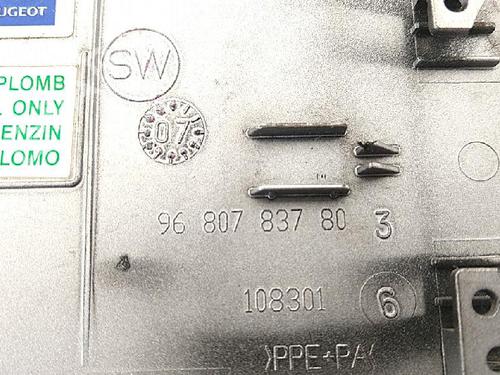 UGEOT
PLOMB
ONLY
ENZIN
LOMO
SW
07
96 807 837 80 3
108301 6
>PPE+PA<